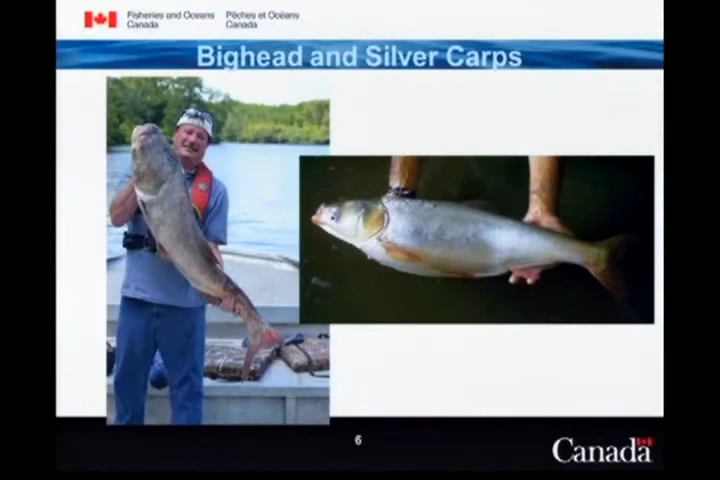 Fisheries and Oceans
Canada
Pêches et Océans
Canada
Bighead and Silver Carps
6
Canada